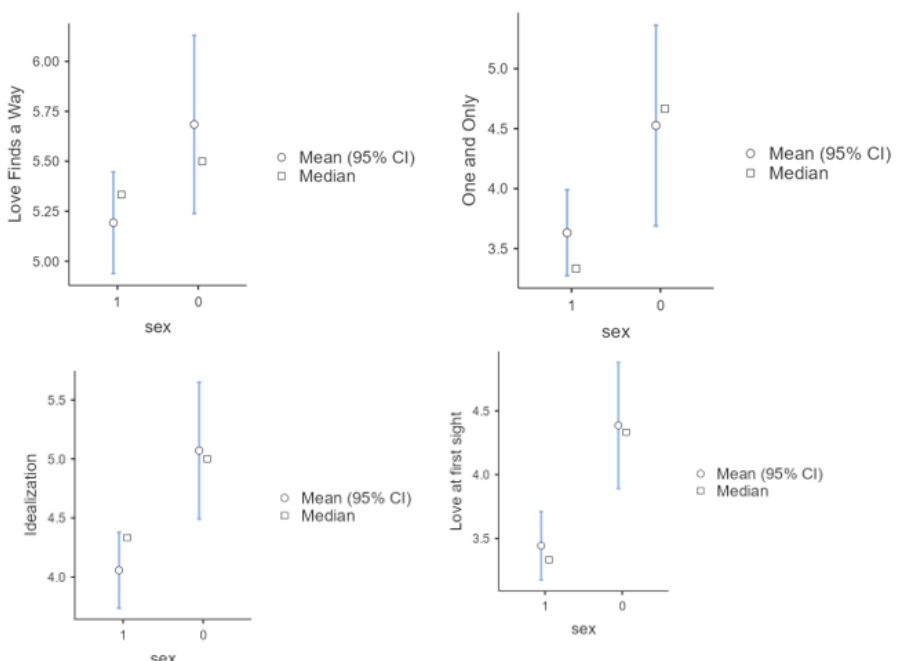 Love Finds a Way
6.00
5.75
5.50
5.25
5.00
1
0
sex
Mean (95% CI)
Median
One and Only
5.0
4.5
4.0
3.5
1
0
sex
Mean (95% CI)
Median
Idealization
5.5
5.0
4.5
4.0
1
0
sex
Mean (95% CI)
Median
Love at first sight
4.5
4.0
3.5
1
0
sex
Mean (95% CI)
Median